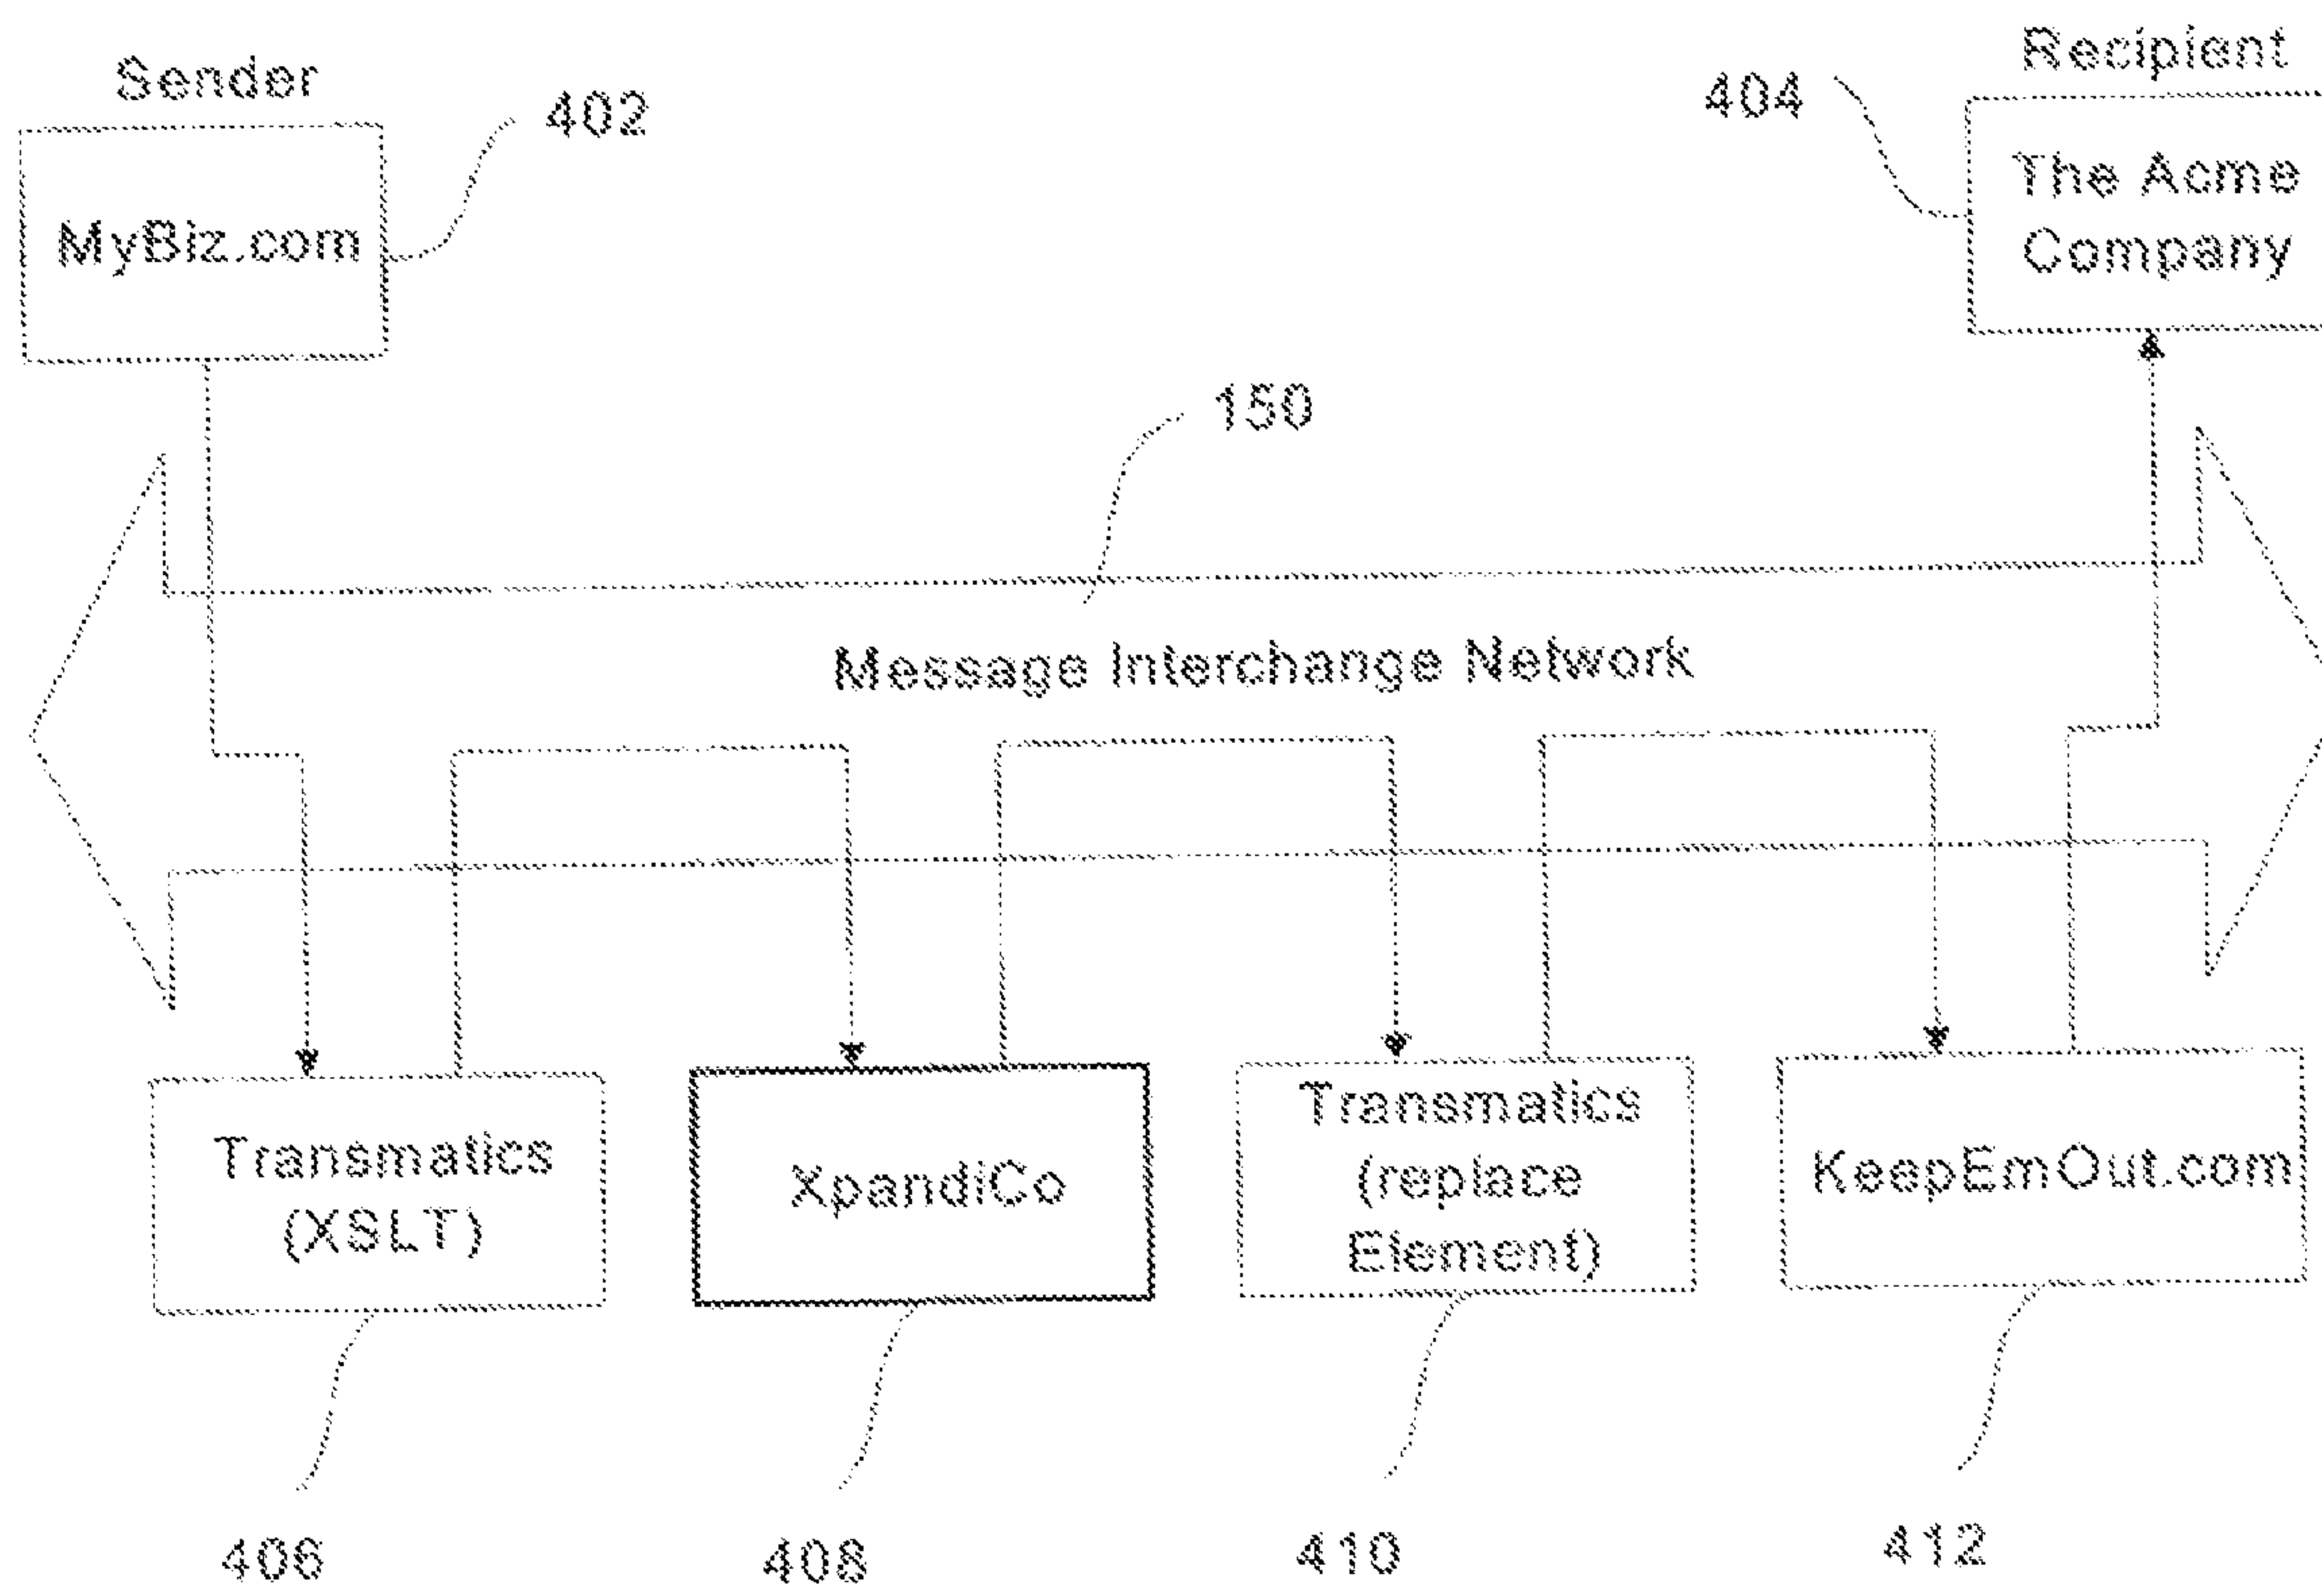 Sender
402
MyBiz.com
Recipient
404
The Acme
Company
150
Message Interchange Network
Transmatics
(XSLT)
XpandiCo
Transmatics
(replace
Element)
KeepEmOut.com
406
408
410
412